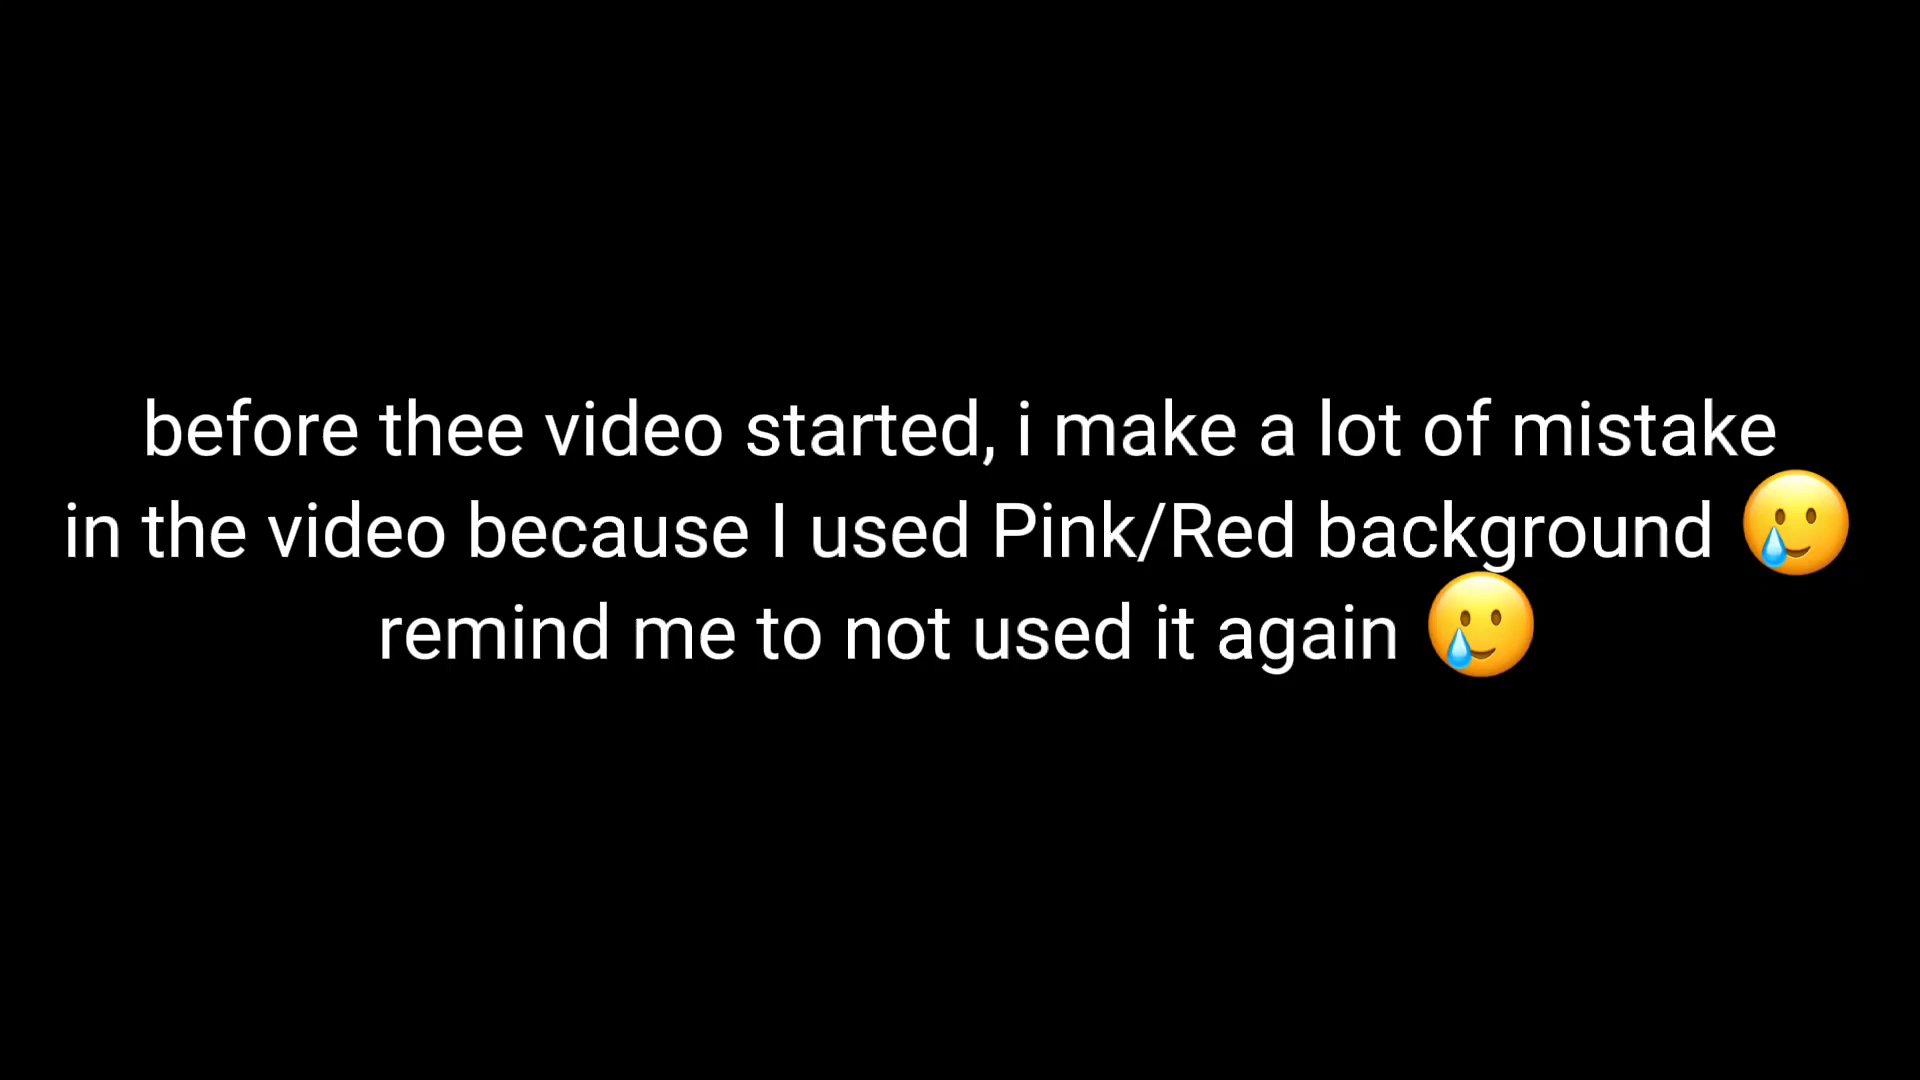 before thee video started, i make a lot of mistake
in the video because I used Pink/Red background 🥲
remind me to not used it again 🥲